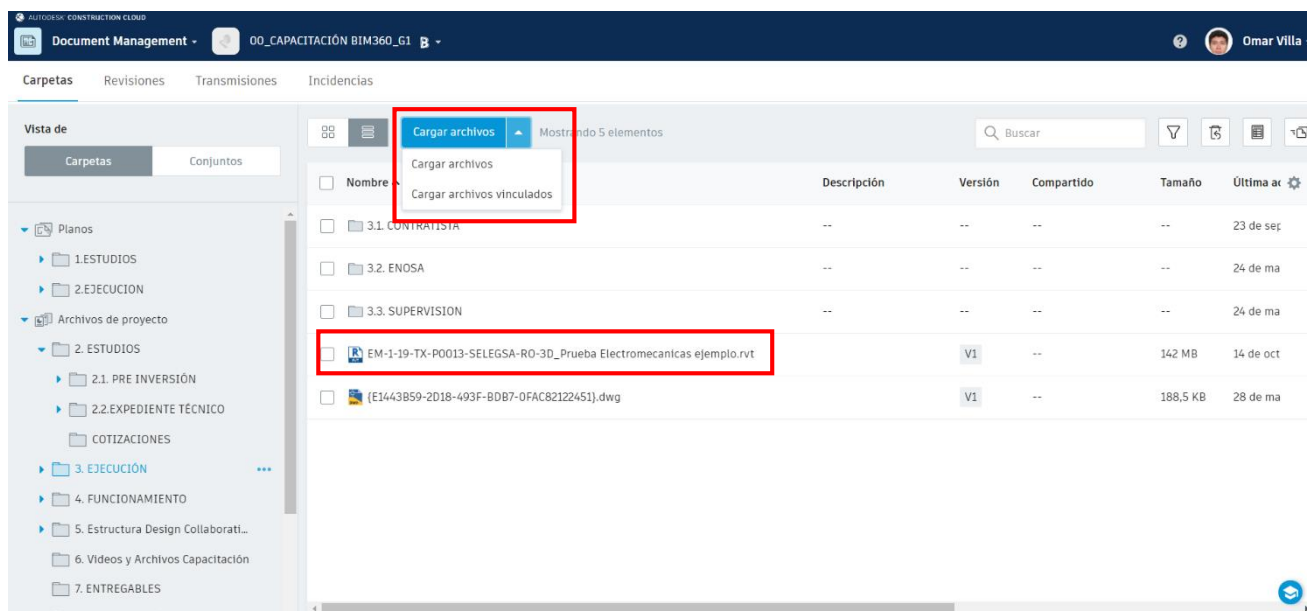 AUTODESK CONSTRUCTION CLOUD
Document Management
00_CAPACITACIÓN BIM360_G1 B
Omar Villa
Carpetas Revisiones Transmisiones Incidencias
Vista de
Carpetas Conjuntos
Planos
1.ESTUDIOS
2.EJECUCION
Archivos de proyecto
2. ESTUDIOS
2.1. PRE INVERSIÓN
2.2.EXPEDIENTE TÉCNICO
COTIZACIONES
3. EJECUCIÓN
4. FUNCIONAMIENTO
5. Estructura Design Collaborati...
6. Videos y Archivos Capacitación
7. ENTREGABLES
Cargar archivos Mostrando 5 elementos Buscar
Cargar archivos
Cargar archivos vinculados
Nombre Descripción Versión Compartido Tamaño Última ac
3.1. CONTRATISTA -- -- -- -- 23 de sep
3.2. ENOSA -- -- -- -- 24 de ma
3.3. SUPERVISION -- -- -- -- 24 de ma
EM-1-19-TX-P0013-SELEGSA-RO-3D_Prueba Electromecanicas ejemplo.rvt V1 -- 142 MB 14 de oct
{E1443B59-2D18-493F-BDB7-0FAC82122451}.dwg V1 -- 188,5 KB 28 de ma